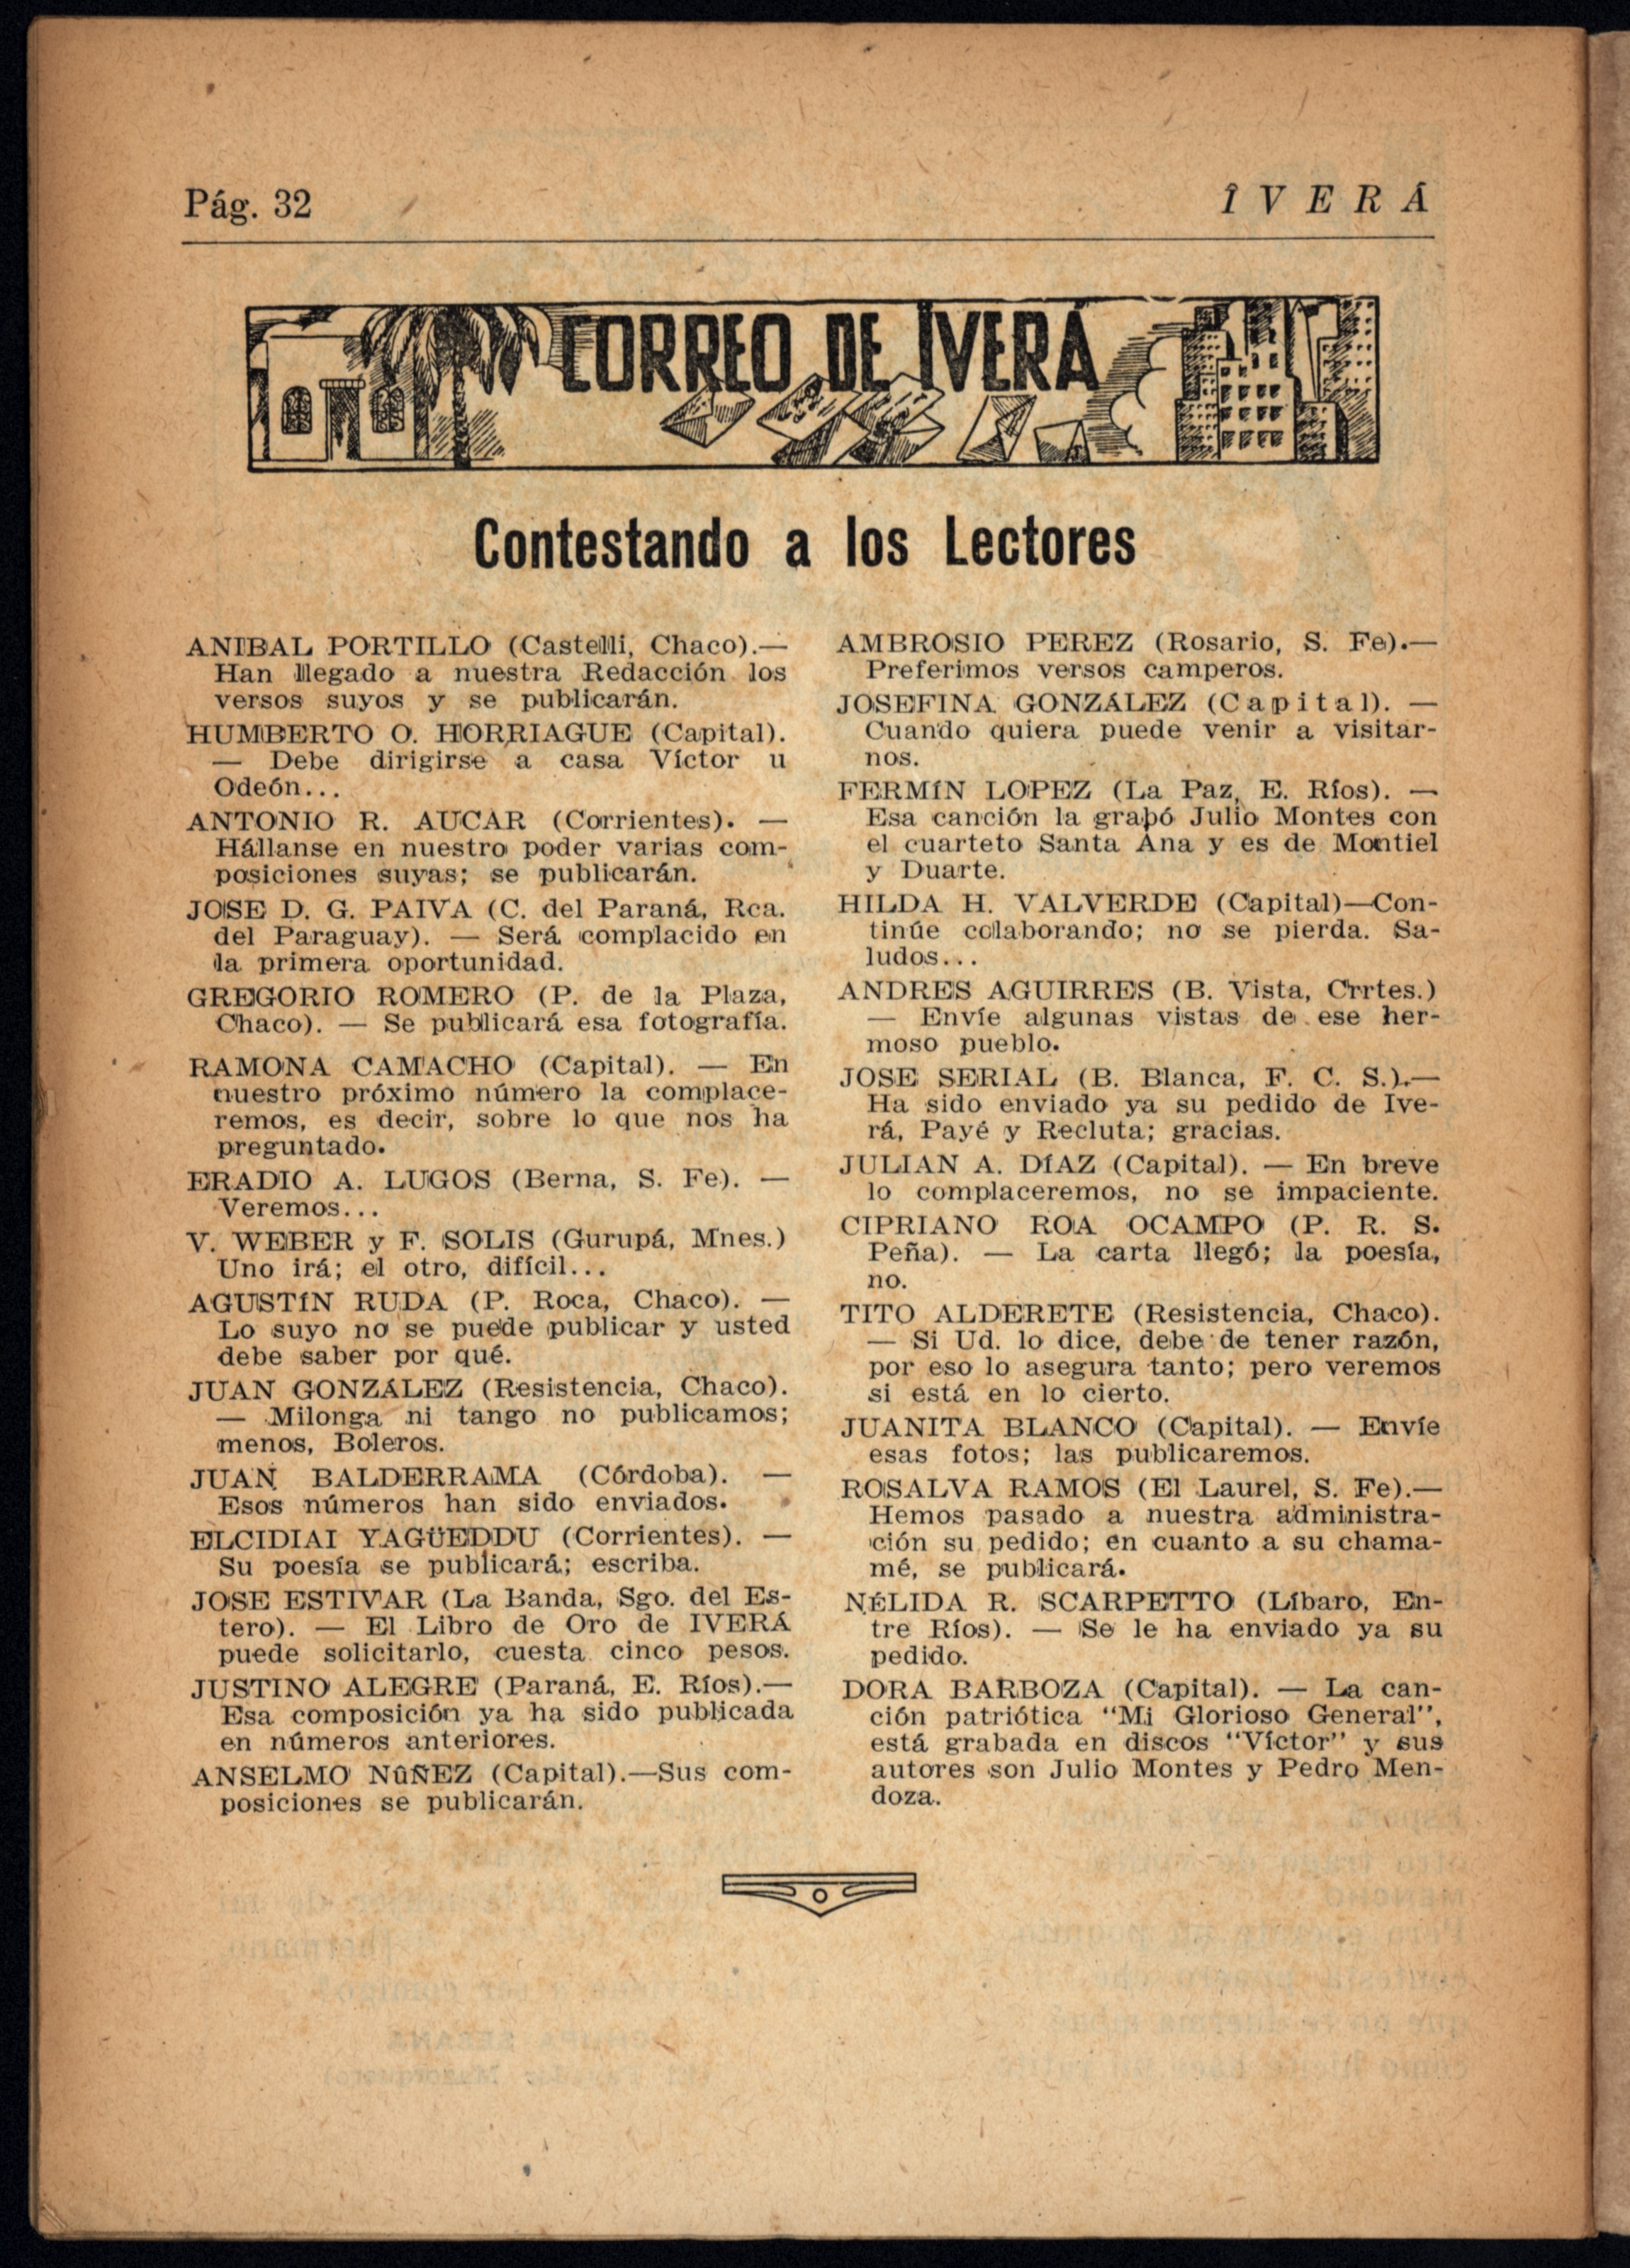 Pág. 32
ÎVERÁ
CORREO DE IVERÁ
Contestando a los Lectores
ANIBAL PORTILLO (Castelli, Chaco).—
Han llegado a nuestra Redacción los
versos suyos y se publicarán.
HUMBERTO O. HORRIAGUE (Capital).
— Debe dirigirse a casa Víctor u
Odeón...
ANTONIO R. AUCAR (Corrientes). —
Hállanse en nuestro poder varias com-
posiciones suyas; se publicarán.
JOSE D. G. PAIVA (C. del Paraná, Rca.
del Paraguay). — Será complacido en
la primera oportunidad.
GREGORIO ROMERO (P. de la Plaza,
Chaco). — Se publicará esa fotografía.
RAMONA CAMACHO (Capital). — En
nuestro próximo número la complace-
remos, es decir, sobre lo que nos ha
preguntado.
ERADIO A. LUGOS (Berna, S. Fe). —
Veremos...
V. WEBER y F. SOLIS (Gurupá, Mnes.)
Uno irá; el otro, difícil...
AGUSTÍN RUDA (P. Roca, Chaco). —
Lo suyo no se puede publicar y usted
debe saber por qué.
JUAN GONZÁLEZ (Resistencia, Chaco).
— Milonga ni tango no publicamos;
menos, Boleros.
JUAN BALDERRAMA (Córdoba). —
Esos números han sido enviados.
ELCIDIAI YAGÜEDDU (Corrientes). —
Su poesía se publicará; escriba.
JOSE ESTIVAR (La Banda, Sgo. del Es-
tero). — El Libro de Oro de IVERÁ
puede solicitarlo, cuesta cinco pesos.
JUSTINO ALEGRE (Paraná, E. Ríos).—
Esa composición ya ha sido publicada
en números anteriores.
ANSELMO NÛÑEZ (Capital).—Sus com-
posiciones se publicarán.
AMBROSIO PEREZ (Rosario, S. Fe).—
Preferimos versos camperos.
JOSEFINA GONZÁLEZ (Capital). —
Cuando quiera puede venir a visitar-
nos.
FERMÍN LOPEZ (La Paz, E. Ríos). —
Esa canción la grabó Julio Montes con
el cuarteto Santa Ana y es de Montiel
y Duarte.
HILDA H. VALVERDE (Capital)—Con-
tinúe colaborando; no se pierda. Sa-
ludos...
ANDRES AGUIRRES (B. Vista, Crrtes.)
— Envíe algunas vistas de ese her-
moso pueblo.
JOSE SERIAL (B. Blanca, F. C. S.).—
Ha sido enviado ya su pedido de Ive-
rá, Payé y Recluta; gracias.
JULIAN A. DÍAZ (Capital). — En breve
lo complaceremos, no se impaciente.
CIPRIANO ROA OCAMPO (P. R. S.
Peña). — La carta llegó; la poesía,
no.
TITO ALDERETE (Resistencia, Chaco).
— Si Ud. lo dice, debe de tener razón,
por eso lo asegura tanto; pero veremos
si está en lo cierto.
JUANITA BLANCO (Capital). — Envíe
esas fotos; las publicaremos.
ROSALVA RAMOS (El Laurel, S. Fe).—
Hemos pasado a nuestra administra-
ción su pedido; en cuanto a su chama-
mé, se publicará.
NÉLIDA R. SCARPETTO (Líbaro, En-
tre Ríos). — Se le ha enviado ya su
pedido.
DORA BARBOZA (Capital). — La can-
ción patriótica "Mi Glorioso General",
está grabada en discos "Víctor" y sus
autores son Julio Montes y Pedro Men-
doza.